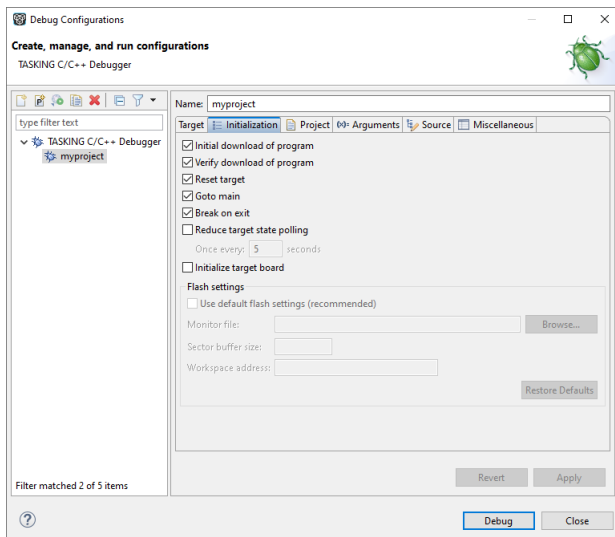 Debug Configurations
Create, manage, and run configurations
TASKING C/C++ Debugger
type filter text
TASKING C/C++ Debugger
myproject
Filter matched 2 of 5 items
Name: myproject
Target Initialization Project (x)= Arguments Source Miscellaneous
Initial download of program
Verify download of program
Reset target
Goto main
Break on exit
Reduce target state polling
Once every: 5 seconds
Initialize target board
Flash settings
Use default flash settings (recommended)
Monitor file: Browse...
Sector buffer size:
Workspace address:
Restore Defaults
Revert Apply
? Debug Close